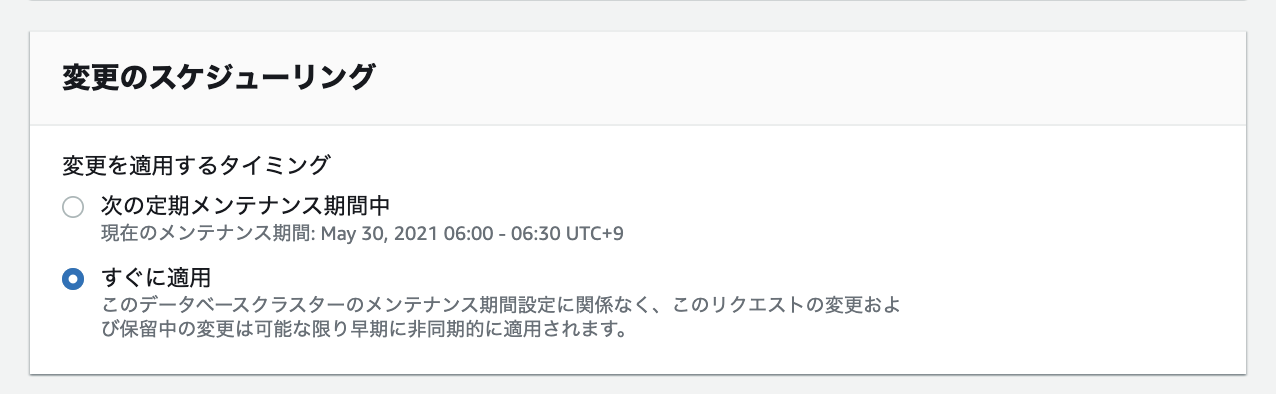 変更のスケジューリング
変更を適用するタイミング
次の定期メンテナンス期間中
現在のメンテナンス期間: May 30, 2021 06:00 - 06:30 UTC+9
すぐに適用
このデータベースクラスターのメンテナンス期間設定に関係なく、このリクエストの変更およ
び保留中の変更は可能な限り早期に非同期的に適用されます。